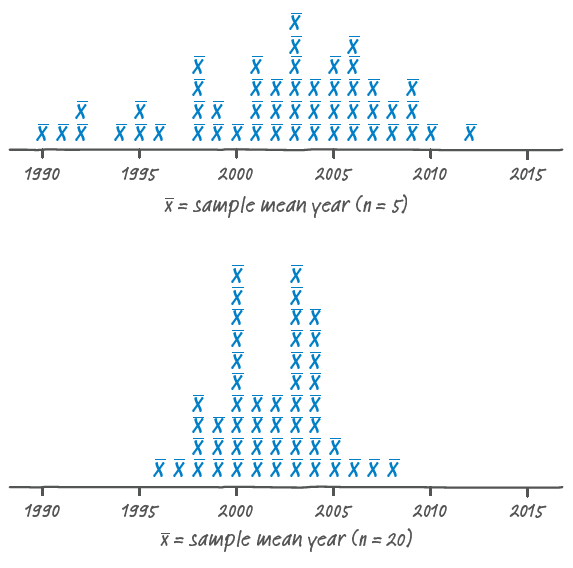 1990 1995 2000 2005 2010 2015
x̄ = sample mean year (n = 5)
1990 1995 2000 2005 2010 2015
x̄ = sample mean year (n = 20)